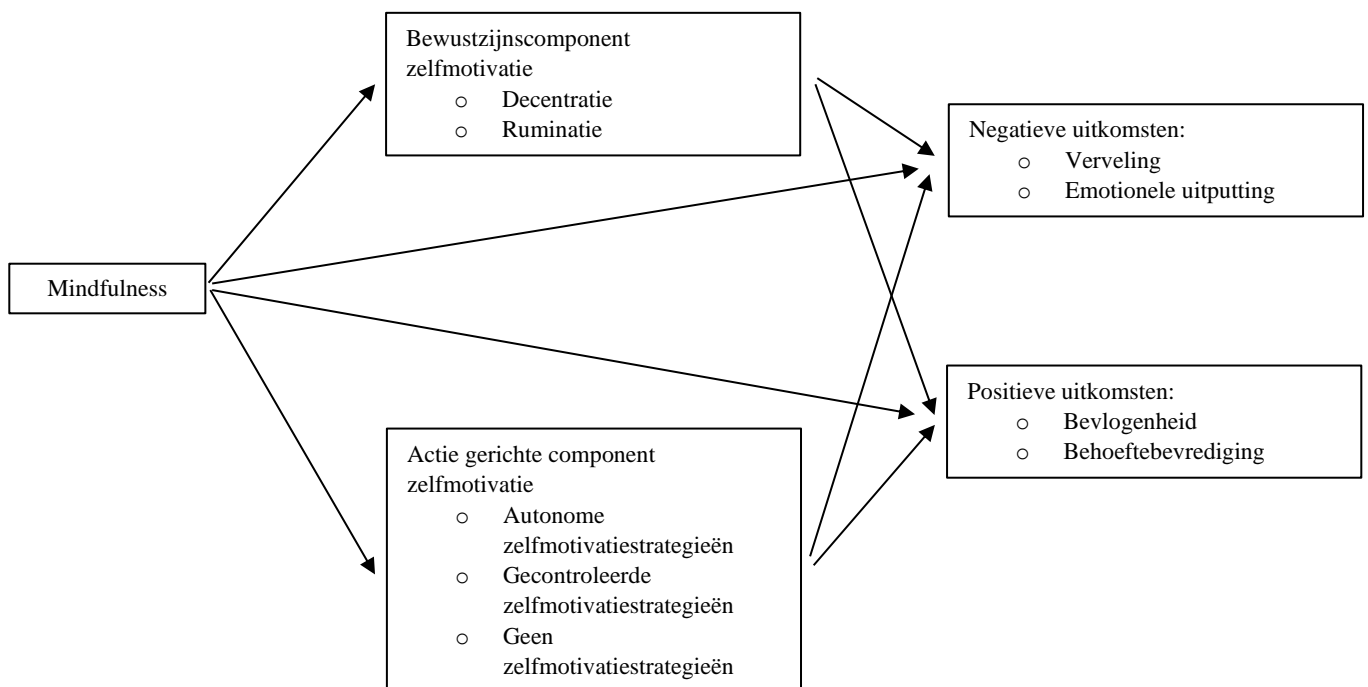 Bewustzijnscomponent
zelfmotivatie
o Decentratie
o Ruminatie
Negatieve uitkomsten:
o Verveling
o Emotionele uitputting
Mindfulness
Positieve uitkomsten:
o Bevlogenheid
o Behoeftebevrediging
Actie gerichte component
zelfmotivatie
o Autonome
zelfmotivatiestrategieën
o Gecontroleerde
zelfmotivatiestrategieën
o Geen
zelfmotivatiestrategieën